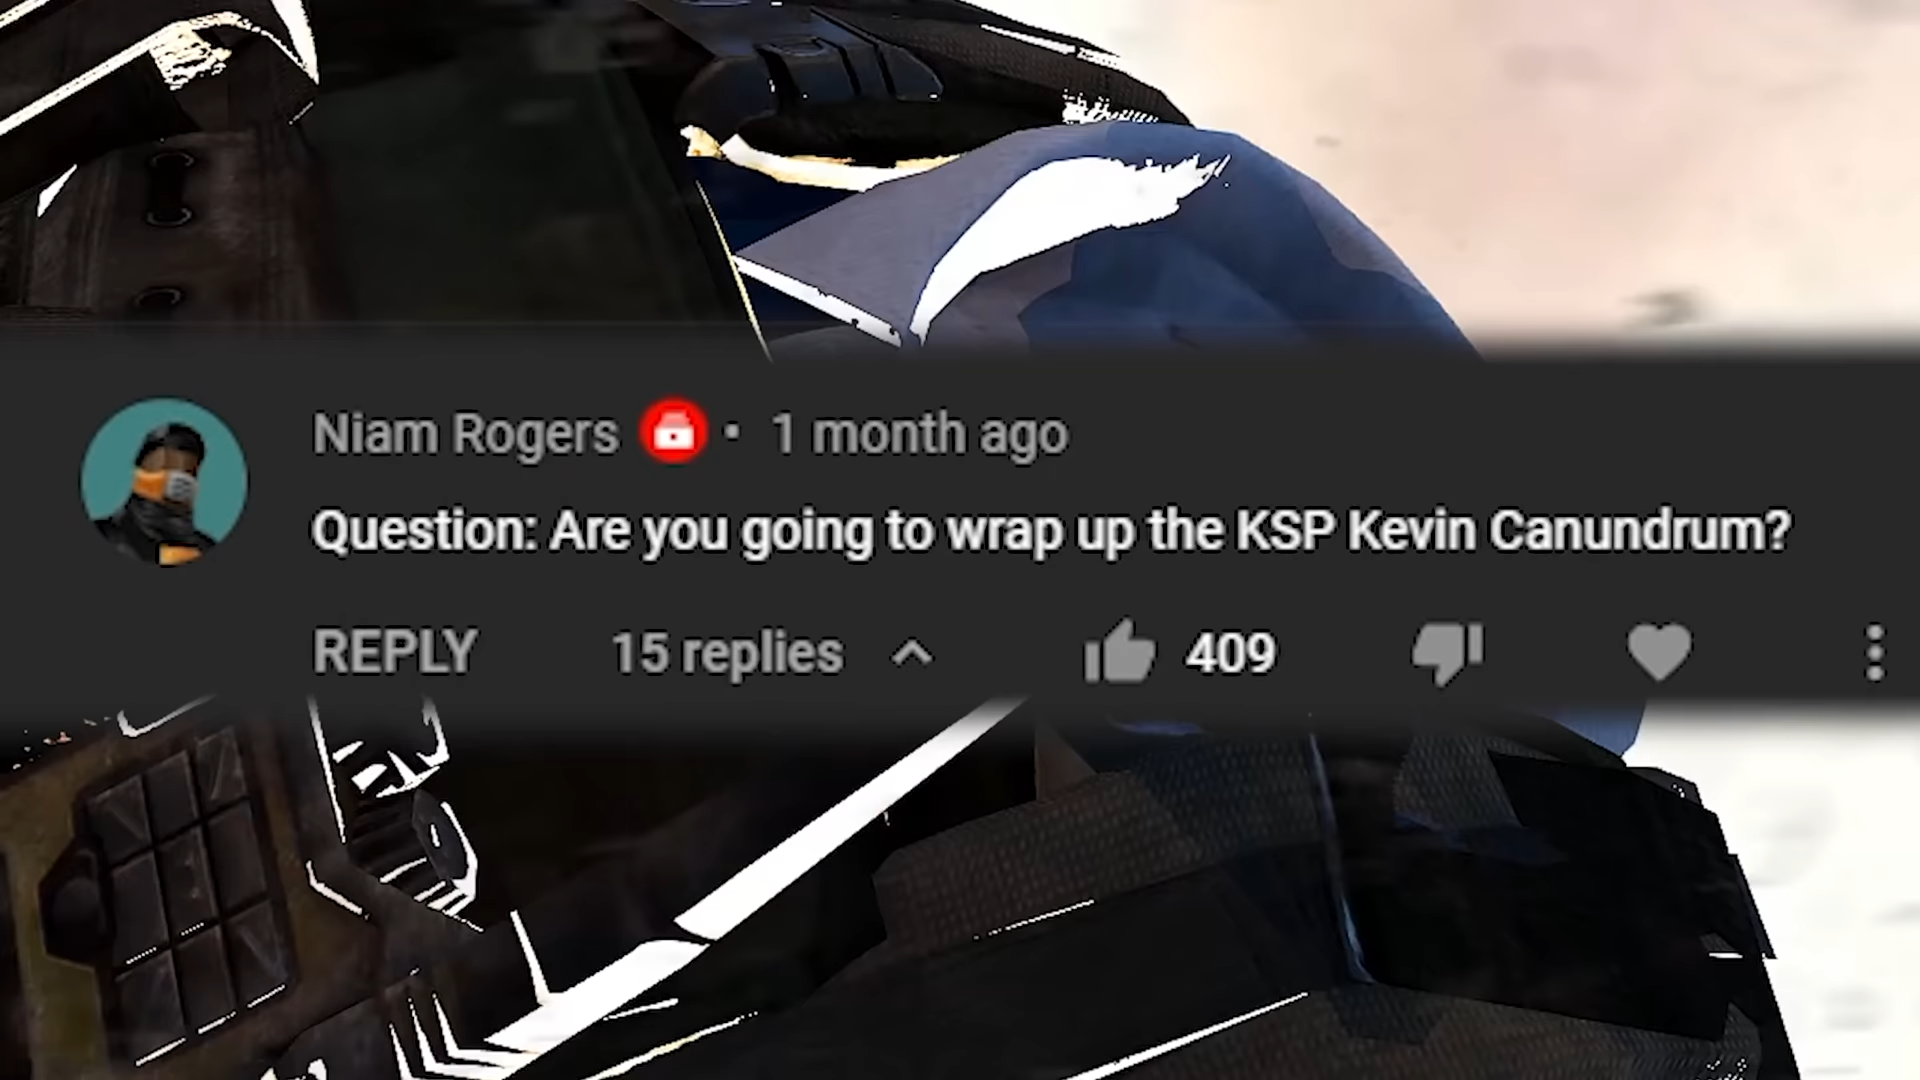 Niam Rogers • 1 month ago
Question: Are you going to wrap up the KSP Kevin Canundrum?
REPLY 15 replies 409